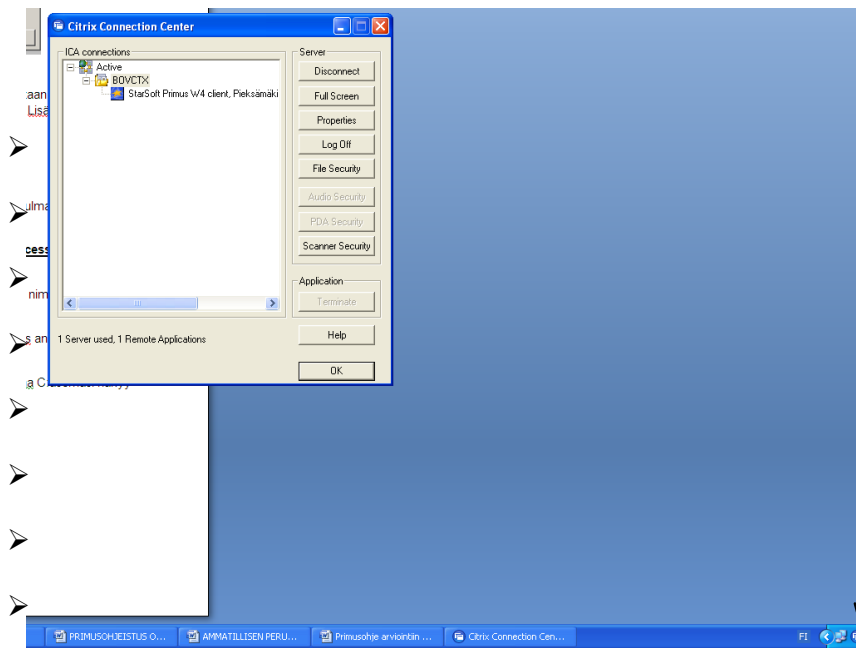 Citrix Connection Center
ICA connections
Active
BOVCTX
StarSoft Primus W4 client, Pieksämäki
1 Server used, 1 Remote Applications
Server
Disconnect
Full Screen
Properties
Log Off
File Security
Audio Security
PDA Security
Scanner Security
Application
Terminate
Help
OK
PRIMUSOHJEISTUS O...
AMMATILLISEN PERU...
Primusohje arviointiin ...
Citrix Connection Cen...
FI